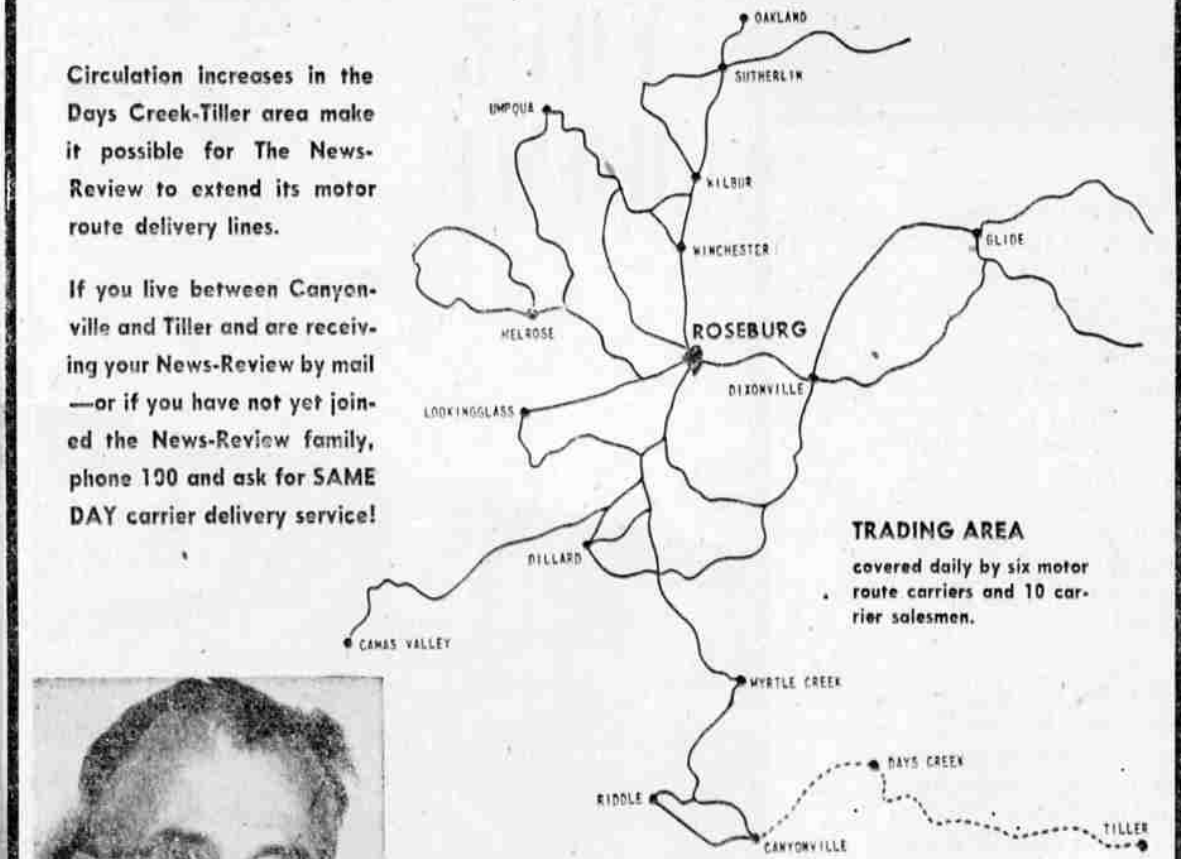 Circulation increases in the
Days Creek-Tiller area make
it possible for The News-
Review to extend its motor
route delivery lines.
If you live between Canyon-
ville and Tiller and are receiv-
ing your News-Review by mail
—or if you have not yet join-
ed the News-Review family,
phone 100 and ask for SAME
DAY carrier delivery service!
OAKLAND
SUTHERLIN
UMPQUA
WILBUR
WINCHESTER
GLIDE
MELROSE
ROSEBURG
DIXONVILLE
LOOKINGGLASS
DILLARD
CAMAS VALLEY
TRADING AREA
covered daily by six motor
route carriers and 10 car-
rier salesmen.
MYRTLE CREEK
DAYS CREEK
RIDDLE
TILLER
CANYONVILLE